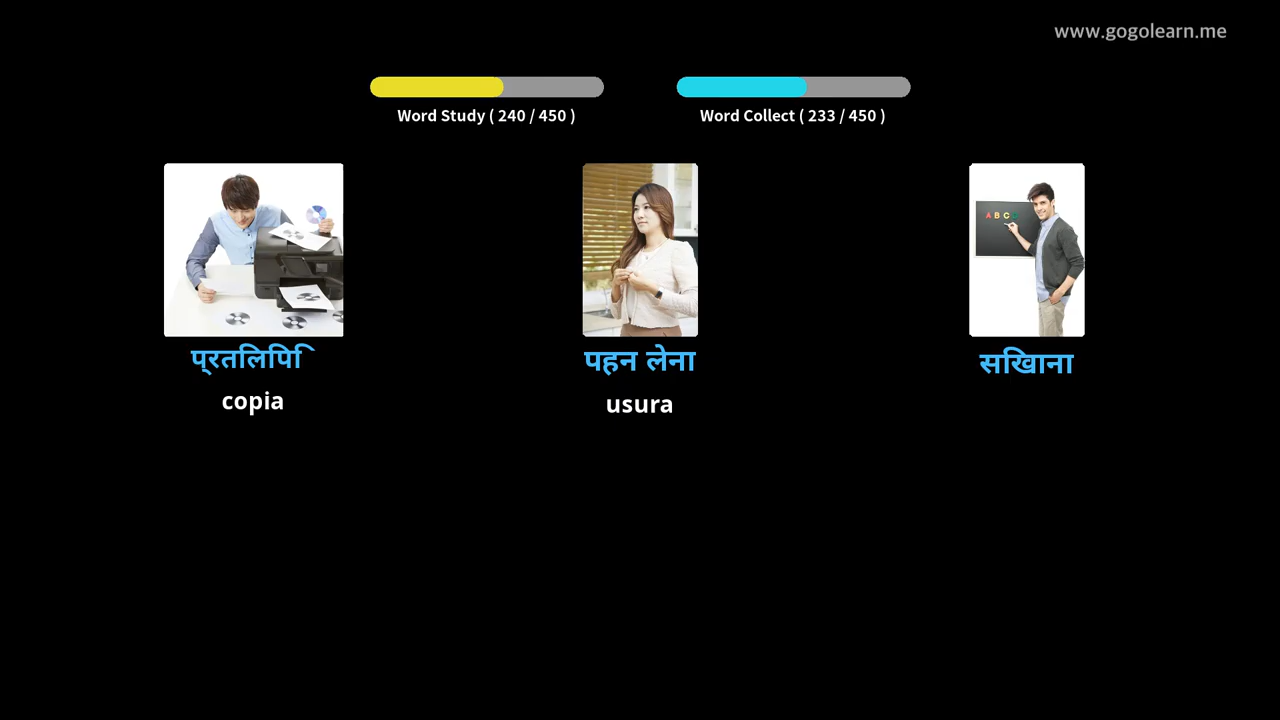 www.gogolearn.me
Word Study ( 240 / 450 )
Word Collect ( 233 / 450 )
प्रतलिपिि
copia
पहन लेना
usura
सखिाना
A B C D